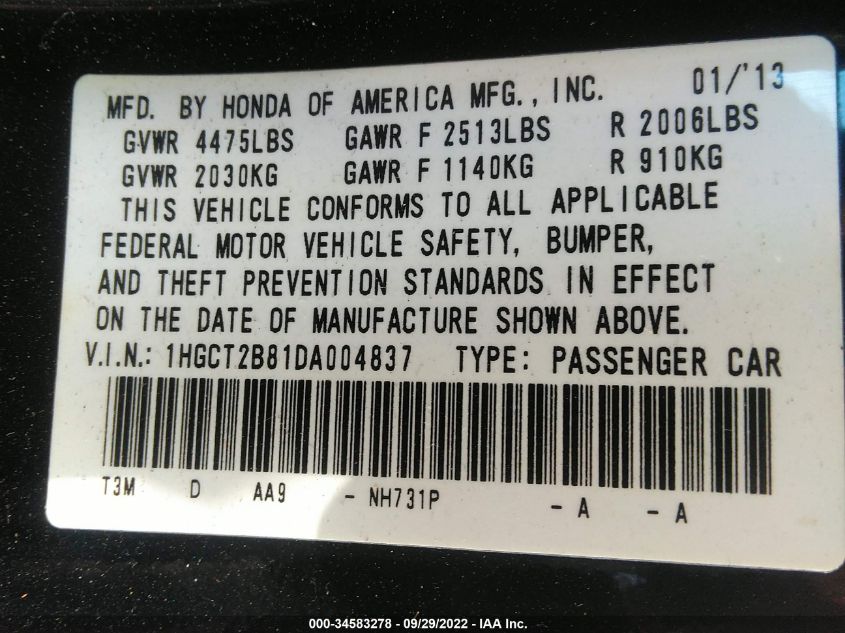 MFD. BY HONDA OF AMERICA MFG., INC. 01/'13
GVWR 4475LBS GAWR F 2513LBS R 2006LBS
GVWR 2030KG GAWR F 1140KG R 910KG
THIS VEHICLE CONFORMS TO ALL APPLICABLE
FEDERAL MOTOR VEHICLE SAFETY, BUMPER,
AND THEFT PREVENTION STANDARDS IN EFFECT
ON THE DATE OF MANUFACTURE SHOWN ABOVE.
V.I.N.: 1HGCT2B81DA004837 TYPE: PASSENGER CAR
T3M D AA9 - NH731P - A - A
000-34583278 - 09/29/2022 - IAA Inc.